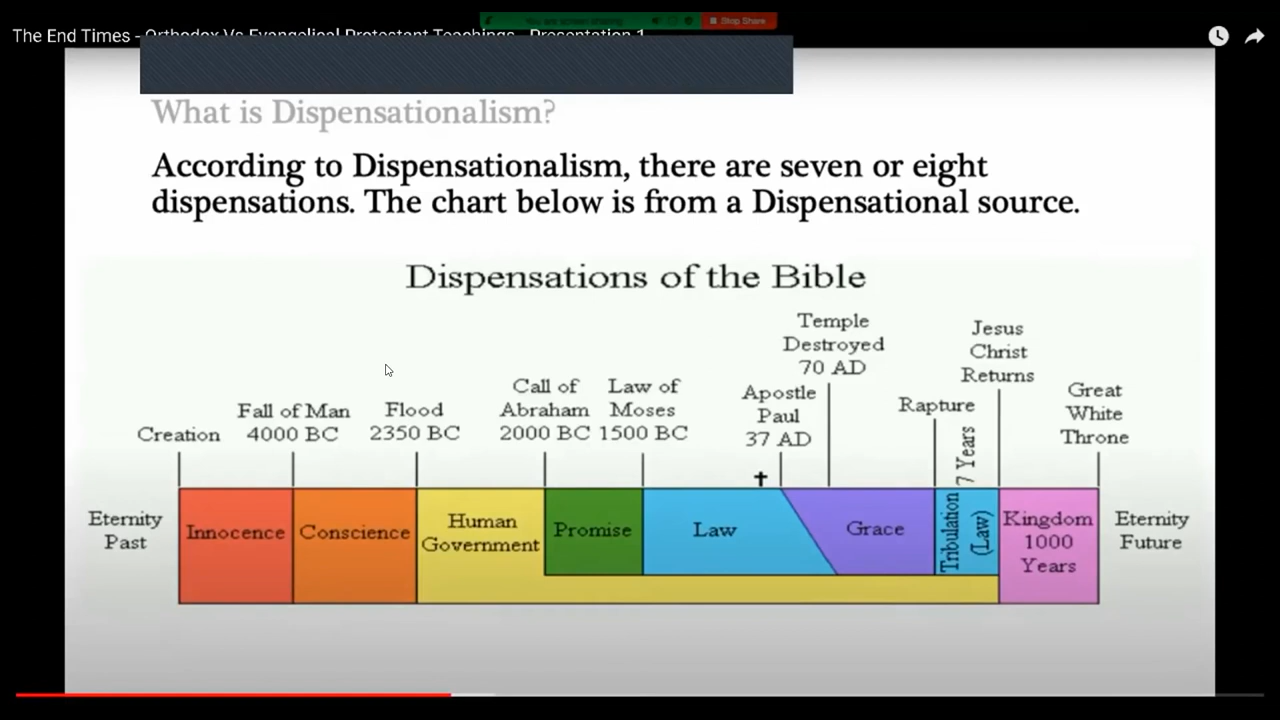 You are screen sharing
Stop Share
The End Times - Orthodox Vs Evangelical Protestant Teachings - Presentation 1
What is Dispensationalism?
According to Dispensationalism, there are seven or eight
dispensations. The chart below is from a Dispensational source.
Dispensations of the Bible
Creation
Fall of Man
4000 BC
Flood
2350 BC
Call of
Abraham
2000 BC
Law of
Moses
1500 BC
Apostle
Paul
37 AD
Temple
Destroyed
70 AD
Rapture
7 Years
Jesus
Christ
Returns
Great
White
Throne
Eternity
Past
Innocence
Conscience
Human
Government
Promise
Law
Grace
Tribulation
(Law)
Kingdom
1000
Years
Eternity
Future